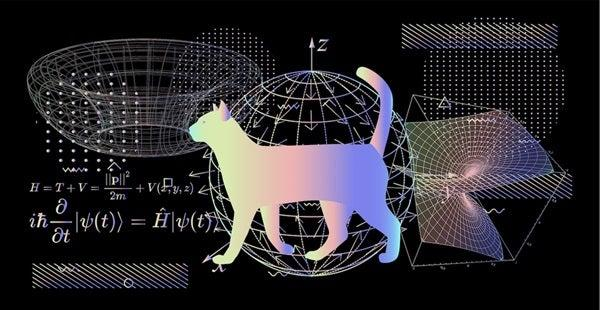 z
H = T + V = ||p||² / 2m + V(x, y, z)
iħ ∂/∂t |ψ(t)⟩ = Ĥ|ψ(t)⟩
x